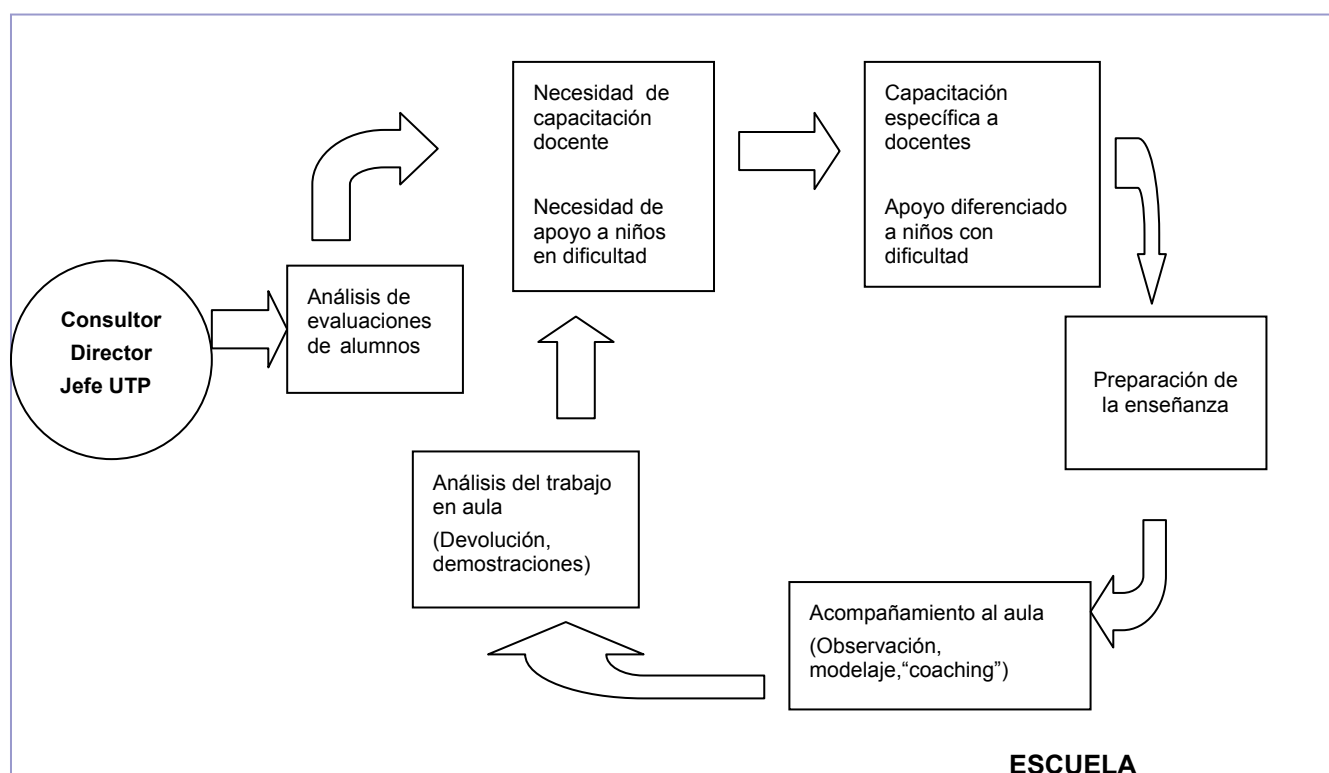 Consultor
Director
Jefe UTP
Análisis de
evaluaciones
de alumnos
Necesidad de
capacitación
docente
Necesidad de
apoyo a niños
en dificultad
Capacitación
específica a
docentes
Apoyo diferenciado
a niños con
dificultad
Preparación de
la enseñanza
Acompañamiento al aula
(Observación,
modelaje,“coaching”)
Análisis del trabajo
en aula
(Devolución,
demostraciones)
ESCUELA